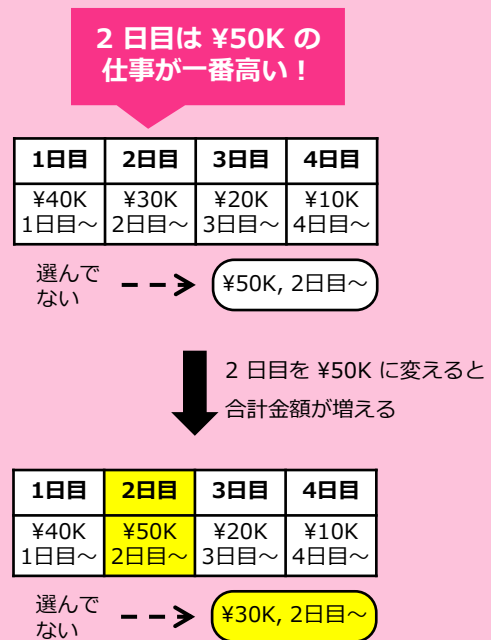 2 日目は ¥50K の
仕事が一番高い！
1日目 2日目 3日目 4日目
¥40K ¥30K ¥20K ¥10K
1日目～ 2日目～ 3日目～ 4日目～
選んで
ない
¥50K, 2日目～
2 日目を ¥50K に変えると
合計金額が増える
1日目 2日目 3日目 4日目
¥40K ¥50K ¥20K ¥10K
1日目～ 2日目～ 3日目～ 4日目～
選んで
ない
¥30K, 2日目～